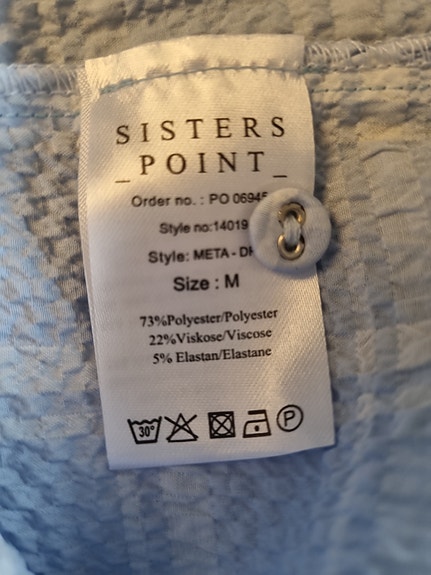 SISTERS
_POINT_
Order no. : PO 06945
Style no:14019
Style: META - D
Size : M
73%Polyester/Polyester
22%Viskose/Viscose
5% Elastan/Elastane
30°
P